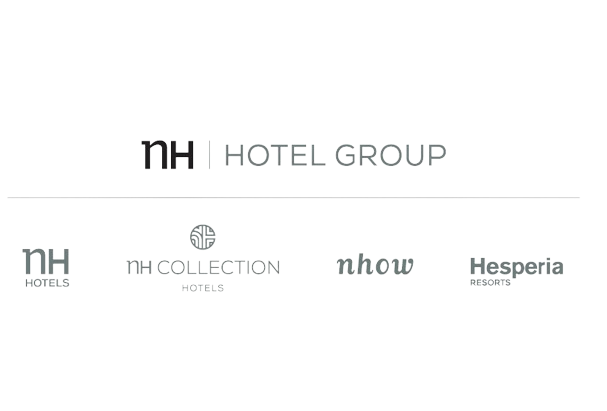 nH | HOTEL GROUP
nH
HOTELS
nH COLLECTION
HOTELS
nhow
Hesperia
RESORTS